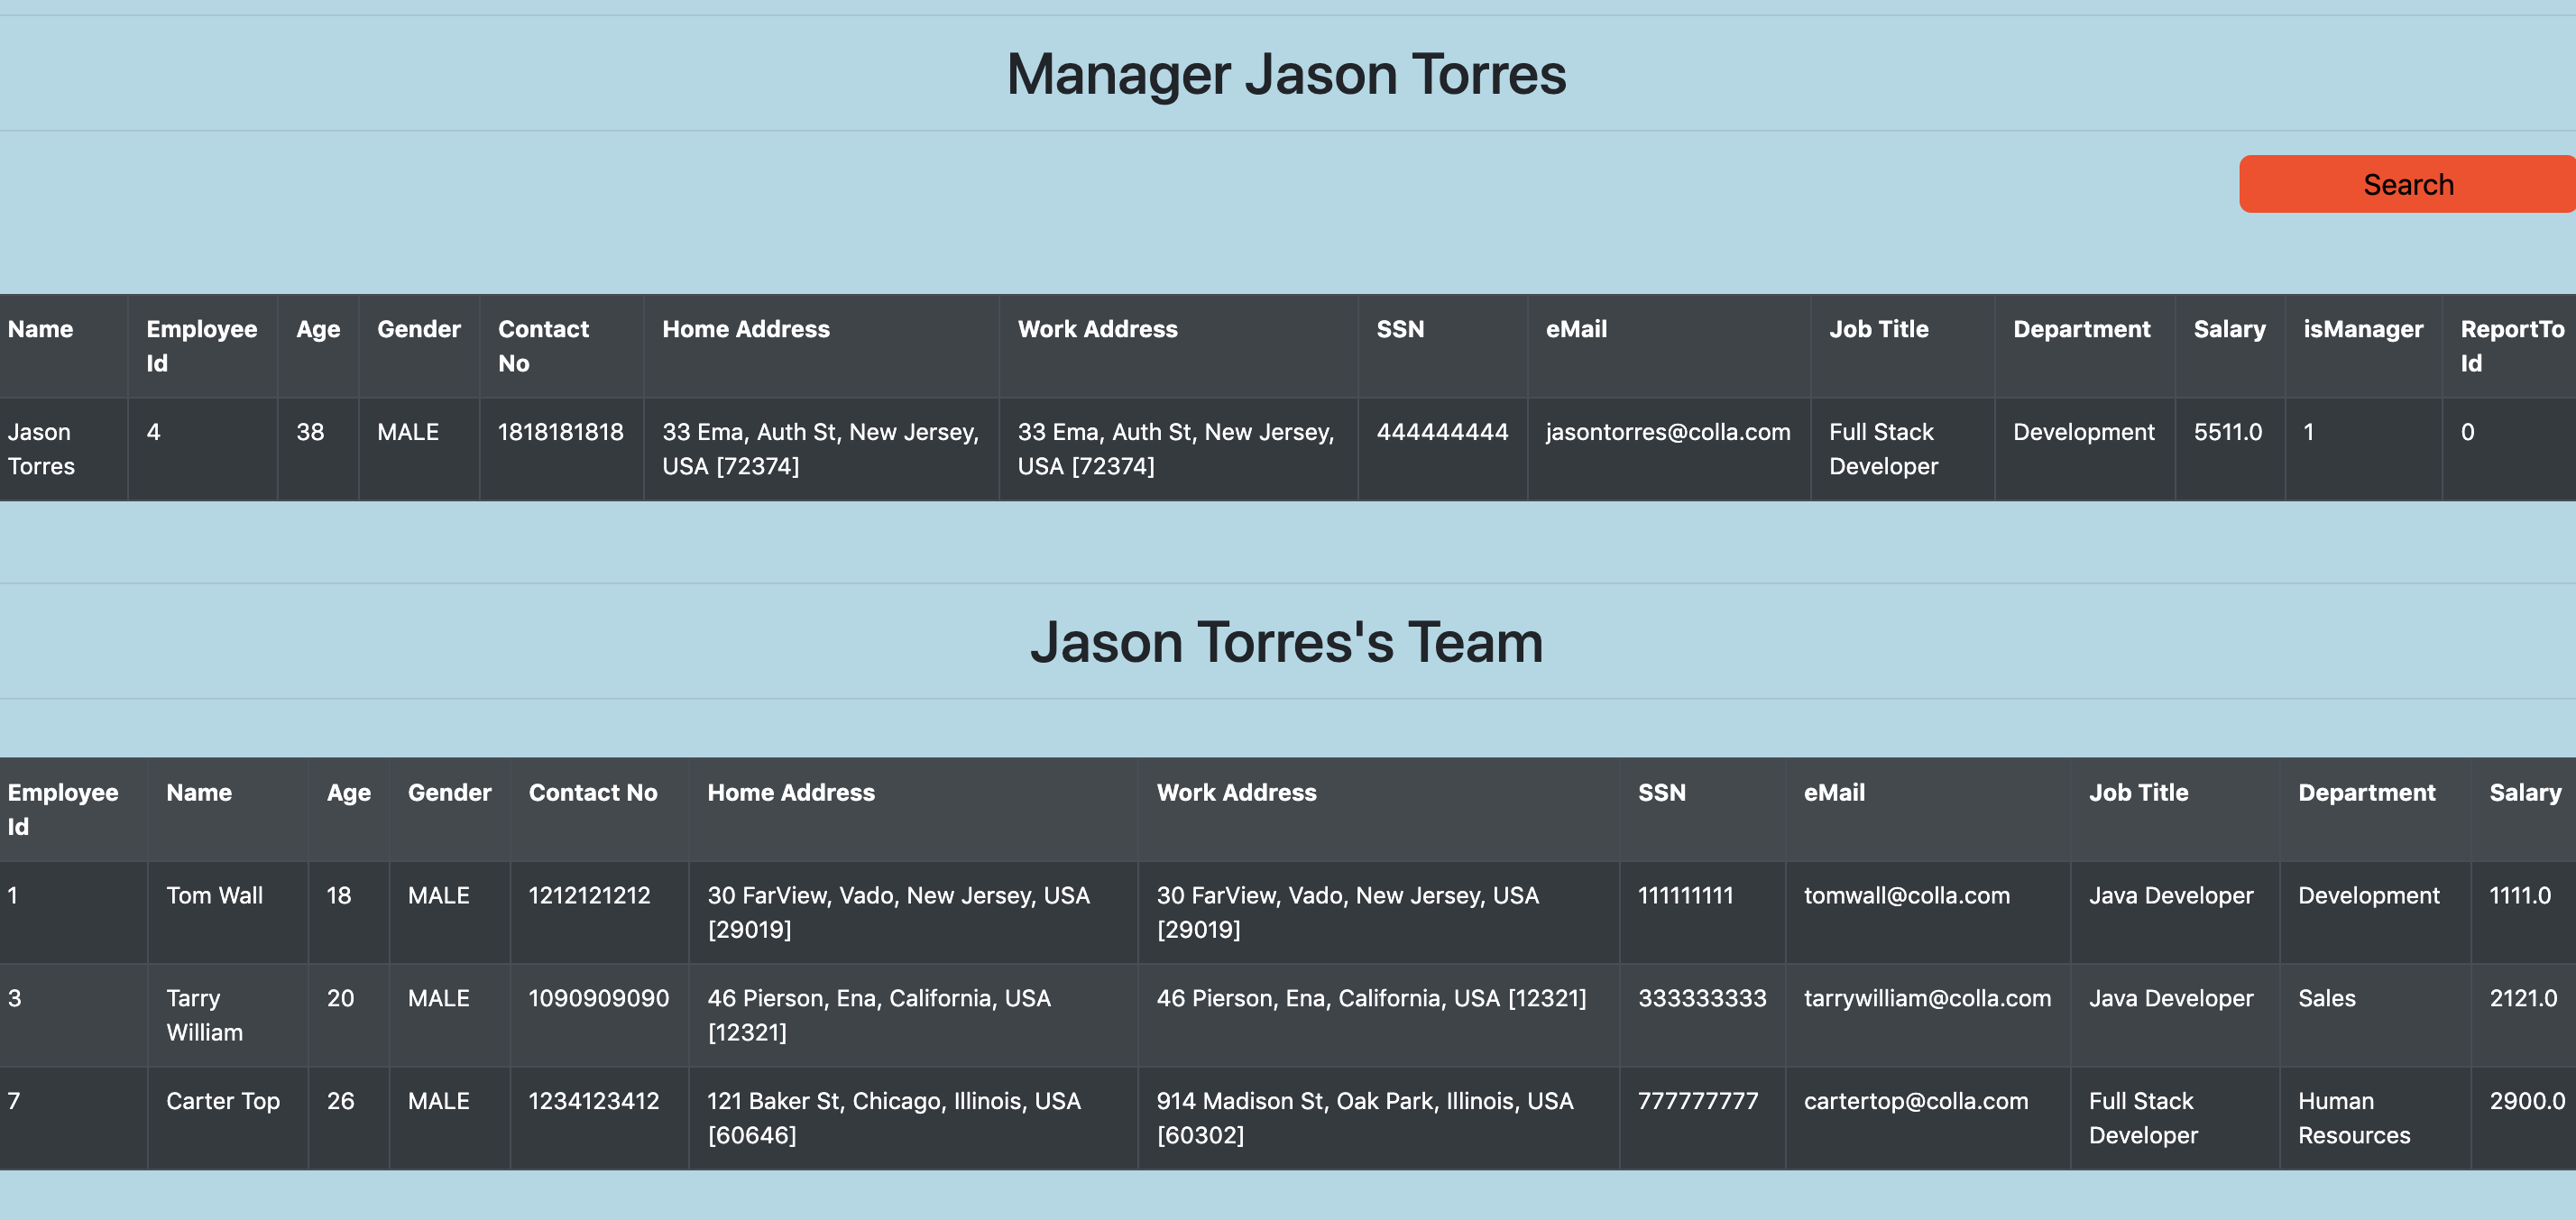 Manager Jason Torres
Search
Name Employee Id Age Gender Contact No Home Address Work Address SSN eMail Job Title Department Salary isManager ReportTo Id
Jason Torres 4 38 MALE 1818181818 33 Ema, Auth St, New Jersey, USA [72374] 33 Ema, Auth St, New Jersey, USA [72374] 444444444 jasontorres@colla.com Full Stack Developer Development 5511.0 1 0
Jason Torres's Team
Employee Id Name Age Gender Contact No Home Address Work Address SSN eMail Job Title Department Salary
1 Tom Wall 18 MALE 1212121212 30 FarView, Vado, New Jersey, USA [29019] 30 FarView, Vado, New Jersey, USA [29019] 111111111 tomwall@colla.com Java Developer Development 1111.0
3 Tarry William 20 MALE 1090909090 46 Pierson, Ena, California, USA [12321] 46 Pierson, Ena, California, USA [12321] 333333333 tarrywilliam@colla.com Java Developer Sales 2121.0
7 Carter Top 26 MALE 1234123412 121 Baker St, Chicago, Illinois, USA [60646] 914 Madison St, Oak Park, Illinois, USA [60302] 777777777 cartertop@colla.com Full Stack Developer Human Resources 2900.0